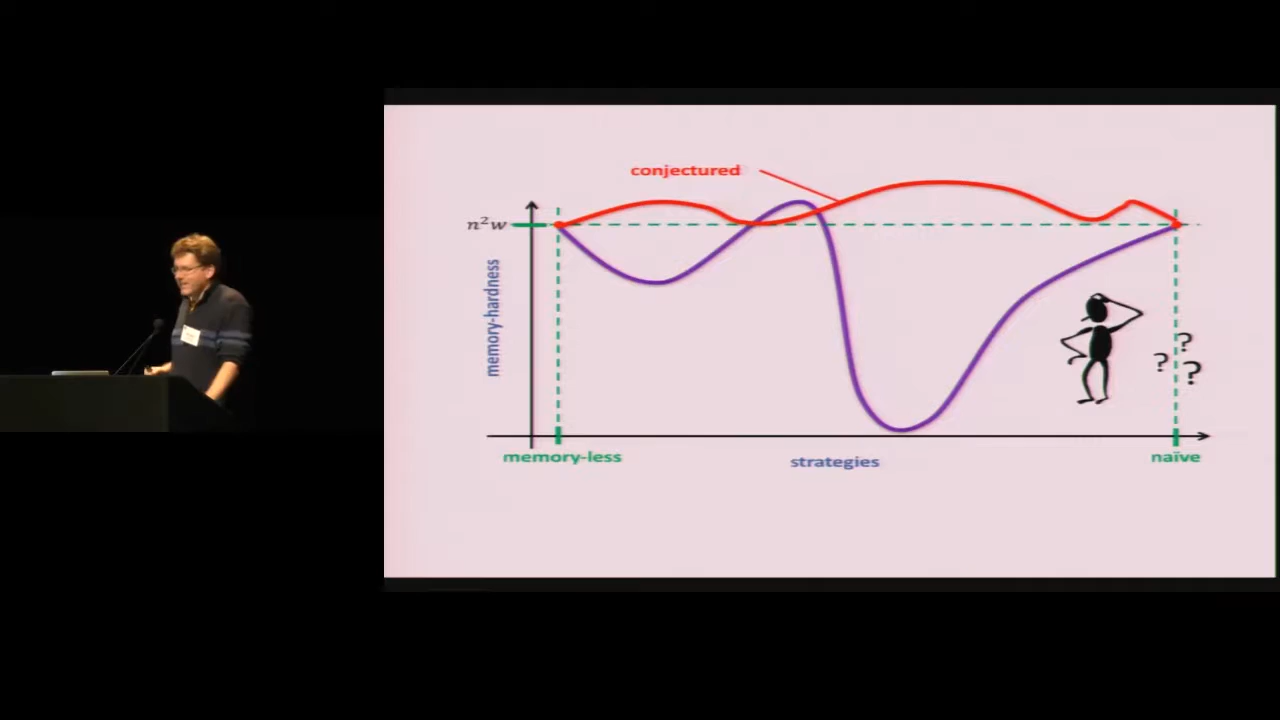 conjectured
n²w
memory-hardness
?
?
?
memory-less
strategies
naïve